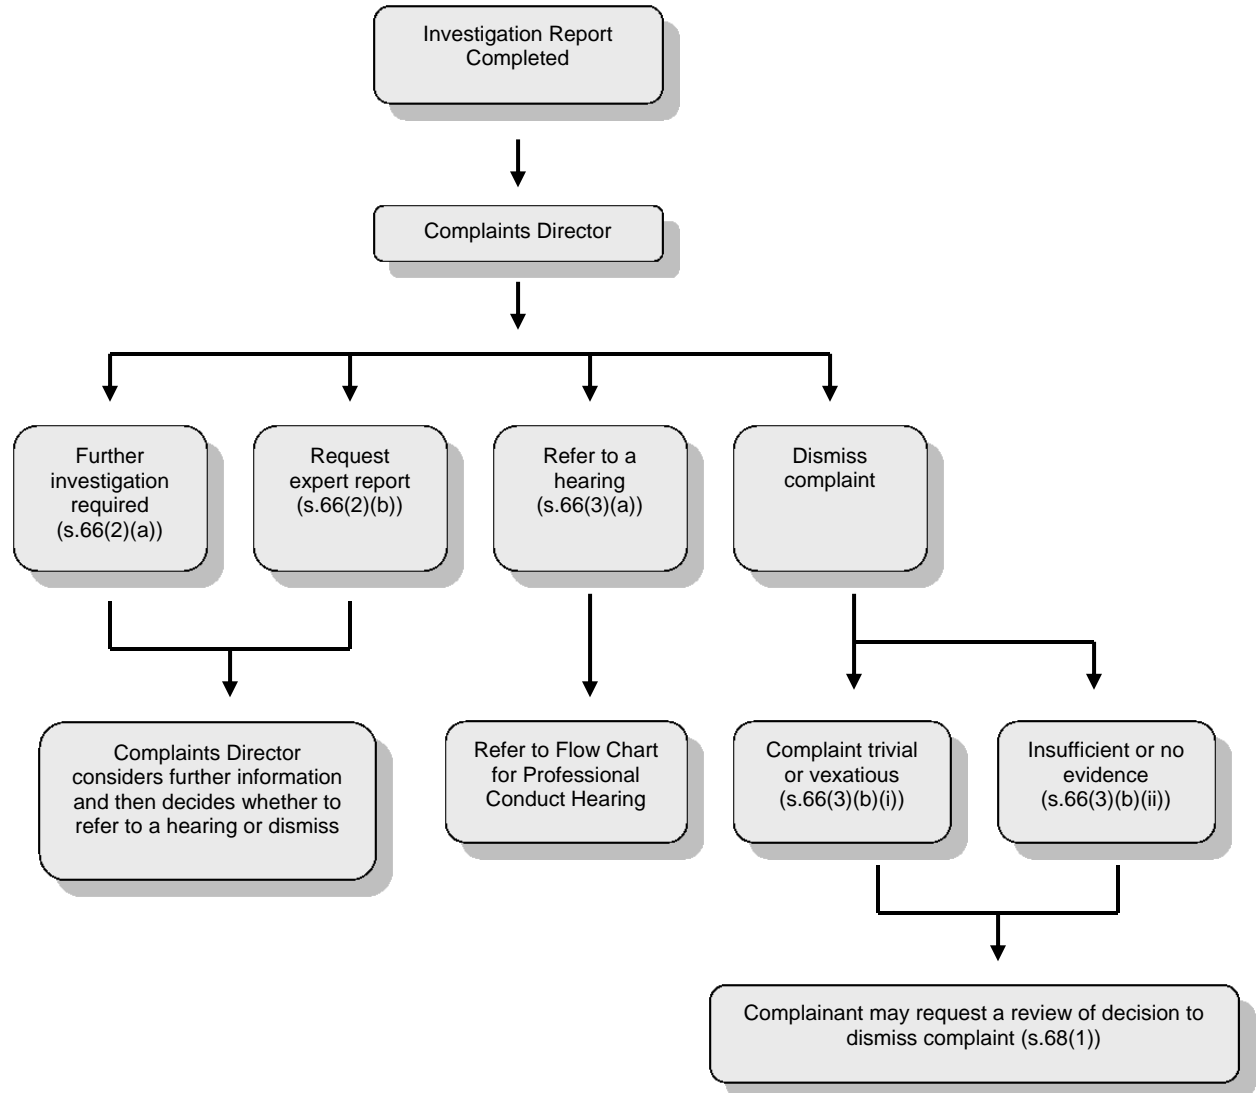 Investigation Report
Completed
Complaints Director
Further
investigation
required
(s.66(2)(a))
Request
expert report
(s.66(2)(b))
Refer to a
hearing
(s.66(3)(a))
Dismiss
complaint
Complaints Director
considers further information
and then decides whether to
refer to a hearing or dismiss
Refer to Flow Chart
for Professional
Conduct Hearing
Complaint trivial
or vexatious
(s.66(3)(b)(i))
Insufficient or no
evidence
(s.66(3)(b)(ii))
Complainant may request a review of decision to
dismiss complaint (s.68(1))